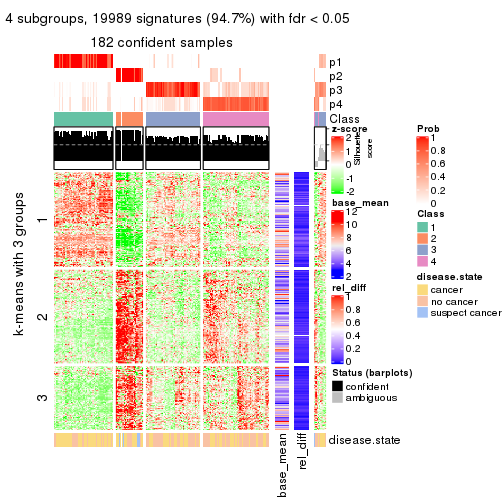 4 subgroups, 19989 signatures (94.7%) with fdr < 0.05
182 confident samples
p1
p2
p3
p4
Class
Silhouette
score
k-means with 3 groups
1
2
3
base_mean
rel_diff
disease.state
z-score
2
1
0
-1
-2
base_mean
12
10
8
6
4
2
rel_diff
1
0.8
0.6
0.4
0.2
0
Status (barplots)
confident
ambiguous
Prob
1
0.8
0.6
0.4
0.2
0
Class
1
2
3
4
disease.state
cancer
no cancer
suspect cancer